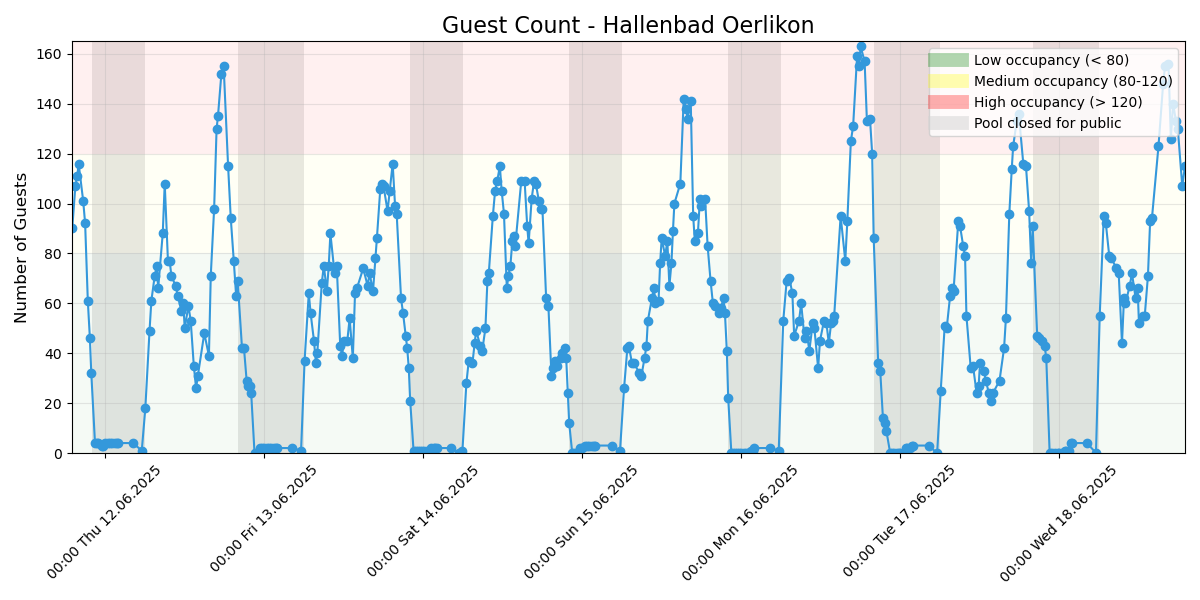 Guest Count - Hallenbad Oerlikon
Number of Guests
160
140
120
100
80
60
40
20
0
Low occupancy (< 80)
Medium occupancy (80-120)
High occupancy (> 120)
Pool closed for public
00:00 Thu 12.06.2025
00:00 Fri 13.06.2025
00:00 Sat 14.06.2025
00:00 Sun 15.06.2025
00:00 Mon 16.06.2025
00:00 Tue 17.06.2025
00:00 Wed 18.06.2025